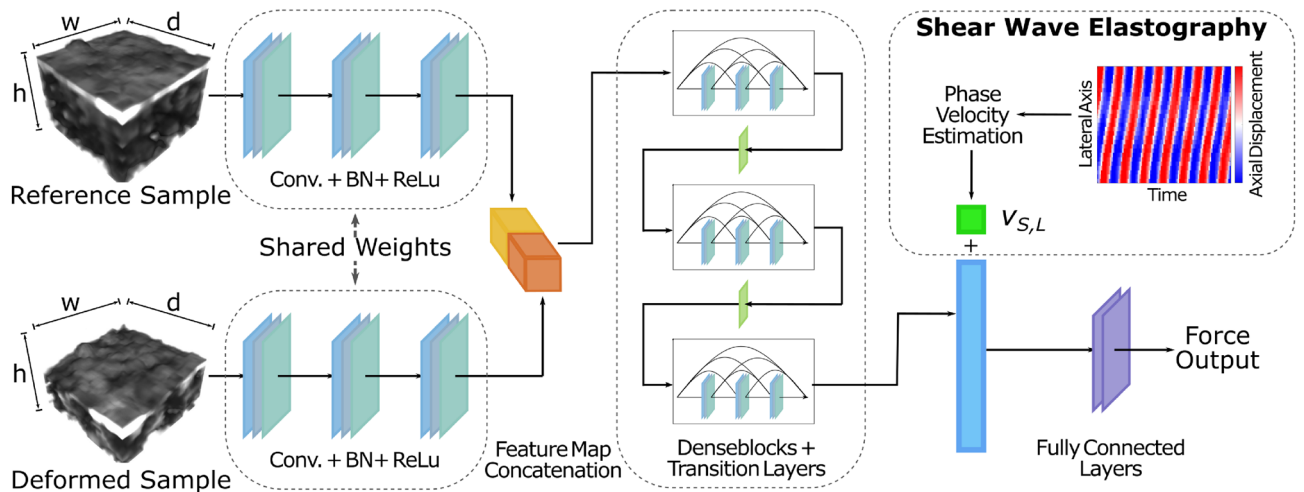 w
d
h
Reference Sample
Conv. + BN+ ReLu
Shared Weights
w
d
h
Deformed Sample
Conv. + BN+ ReLu
Feature Map
Concatenation
Denseblocks +
Transition Layers
Shear Wave Elastography
Phase
Velocity
Estimation
Lateral Axis
Time
Axial Displacement
vS,L
+
Force
Output
Fully Connected
Layers